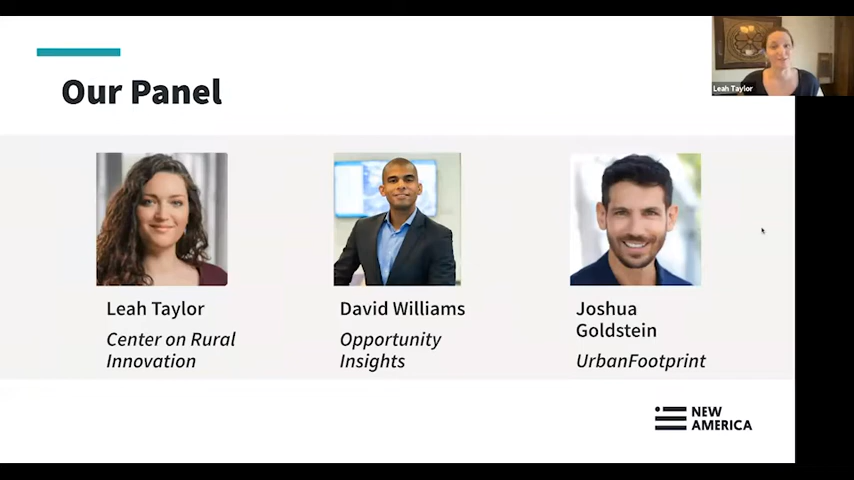 Our Panel
Leah Taylor
Leah Taylor
Center on Rural
Innovation
David Williams
Opportunity
Insights
Joshua
Goldstein
UrbanFootprint
NEW
AMERICA